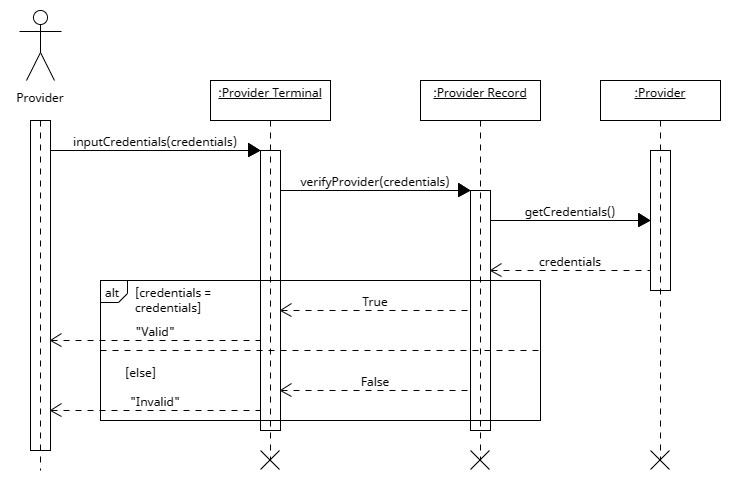 Provider
:Provider Terminal
:Provider Record
:Provider
inputCredentials(credentials)
verifyProvider(credentials)
getCredentials()
credentials
alt
[credentials =
credentials]
True
"Valid"
[else]
False
"Invalid"